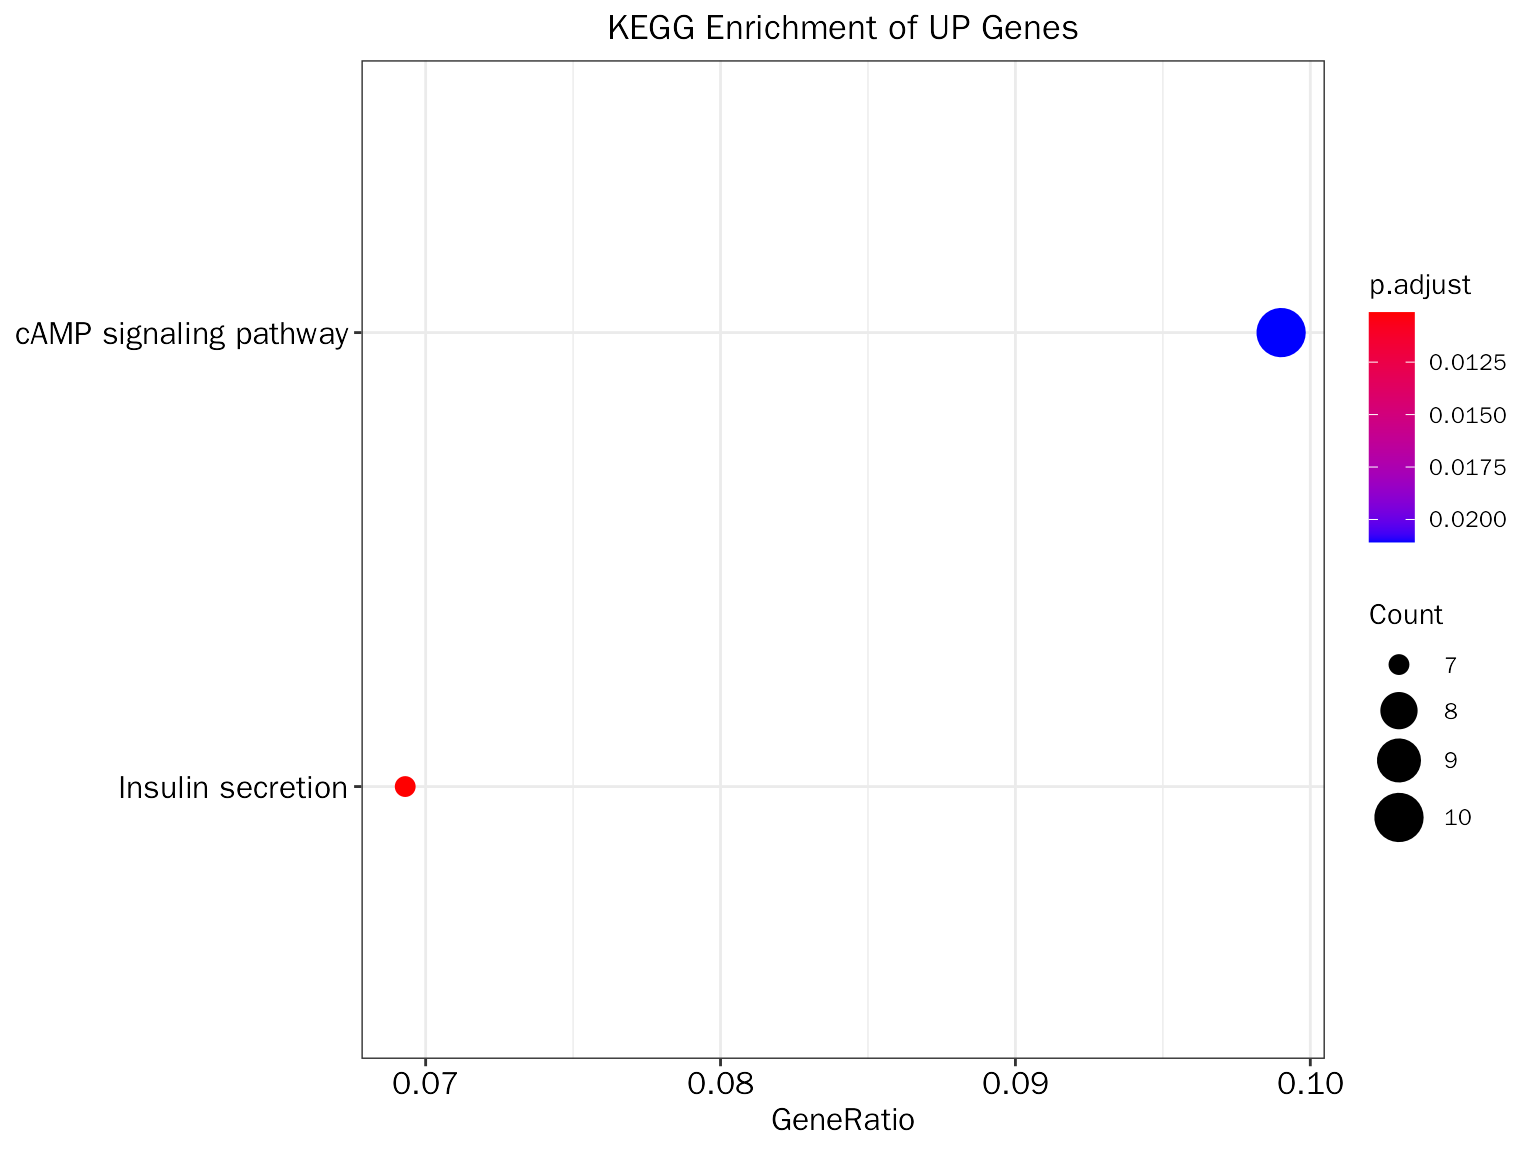 KEGG Enrichment of UP Genes
cAMP signaling pathway
Insulin secretion
0.07
0.08
0.09
0.10
GeneRatio
p.adjust
0.0125
0.0150
0.0175
0.0200
Count
7
8
9
10